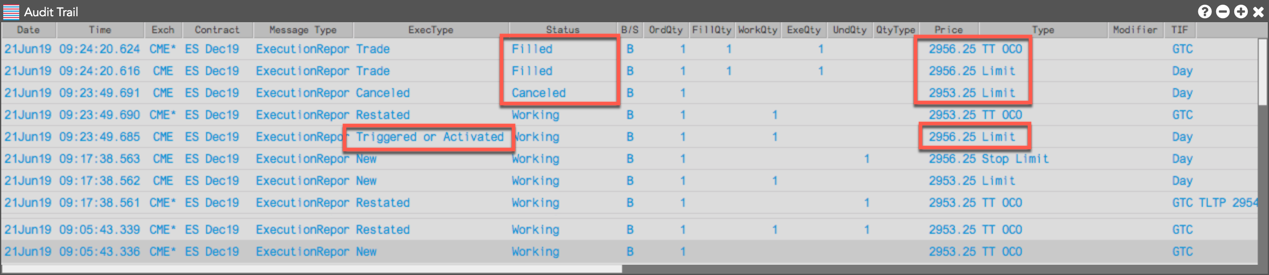 Audit Trail
Date Time Exch Contract Message Type ExecType Status B/S OrdQty FillQty WorkQty ExeQty UndQty QtyType Price Type Modifier TIF
21Jun19 09:24:20.624 CME* ES Dec19 ExecutionRepor Trade Filled B 1 1 1 2956.25 TT OCO GTC
21Jun19 09:24:20.616 CME ES Dec19 ExecutionRepor Trade Filled B 1 1 1 2956.25 Limit Day
21Jun19 09:23:49.691 CME ES Dec19 ExecutionRepor Canceled Canceled B 1 2953.25 Limit Day
21Jun19 09:23:49.690 CME* ES Dec19 ExecutionRepor Restated Working B 1 1 2953.25 TT OCO GTC
21Jun19 09:23:49.685 CME ES Dec19 ExecutionRepor Triggered or Activated Working B 1 1 2956.25 Limit Day
21Jun19 09:17:38.563 CME ES Dec19 ExecutionRepor New Working B 1 1 2956.25 Stop Limit Day
21Jun19 09:17:38.562 CME ES Dec19 ExecutionRepor New Working B 1 1 2953.25 Limit Day
21Jun19 09:17:38.561 CME* ES Dec19 ExecutionRepor Restated Working B 1 1 2953.25 TT OCO GTC TLTP 2954
21Jun19 09:05:43.339 CME* ES Dec19 ExecutionRepor Restated Working B 1 1 1 2953.25 TT OCO GTC
21Jun19 09:05:43.336 CME* ES Dec19 ExecutionRepor New Working B 1 2953.25 TT OCO GTC